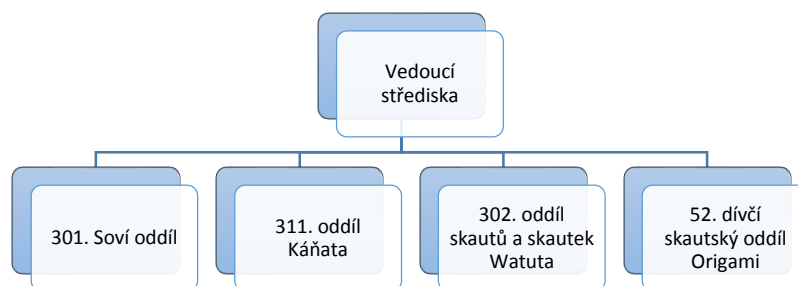 Vedoucí
střediska
301. Soví oddíl
311. oddíl
Káňata
302. oddíl
skautů a skautek
Watuta
52. dívčí
skautský oddíl
Origami